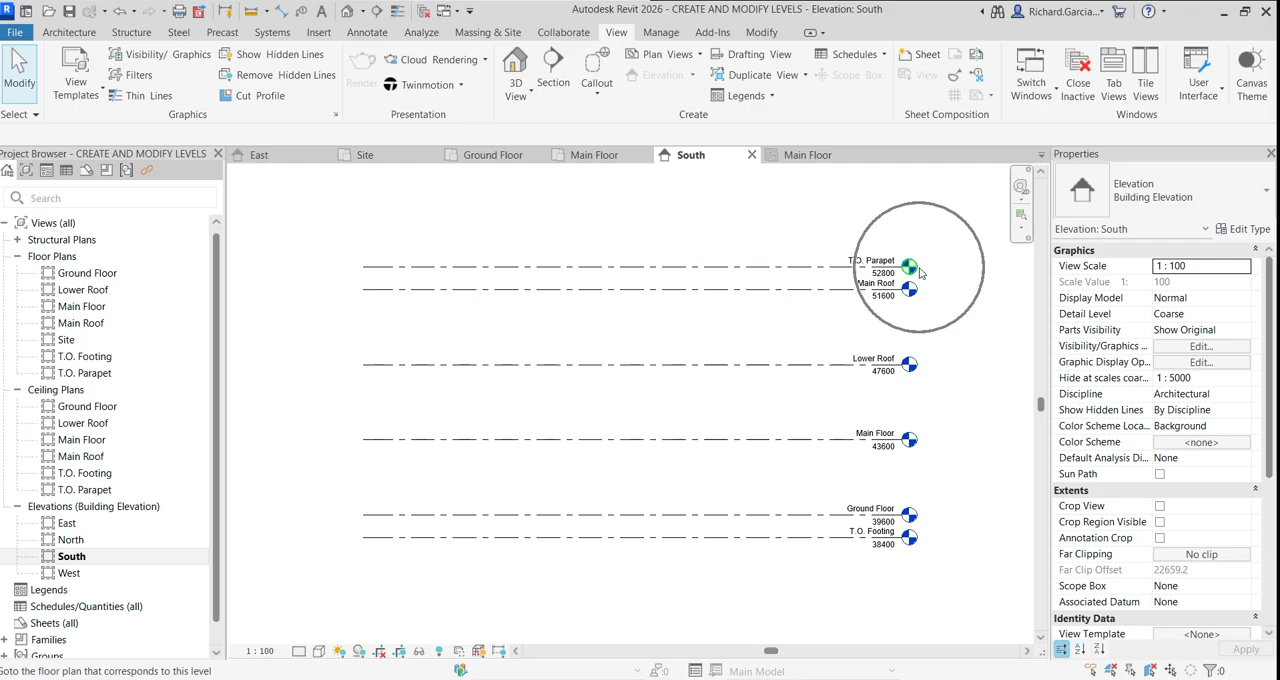 Autodesk Revit 2026 - CREATE AND MODIFY LEVELS - Elevation: South
Richard.Garcia...
File Architecture Structure Steel Precast Systems Insert Annotate Analyze Massing & Site Collaborate View Manage Add-Ins Modify
Modify
Select
View Templates
Visibility/ Graphics
Filters
Thin Lines
Show Hidden Lines
Remove Hidden Lines
Cut Profile
Graphics
Render
Cloud Rendering
Twinmotion
Presentation
3D View
Section
Callout
Plan Views
Elevation
Drafting View
Duplicate View
Legends
Schedules
Scope Box
Create
Sheet
View
Sheet Composition
Switch Windows
Close Inactive
Tab Views
Tile Views
User Interface
Windows
Canvas Theme
Project Browser - CREATE AND MODIFY LEVELS
Search
Views (all)
Structural Plans
Floor Plans
Ground Floor
Lower Roof
Main Floor
Main Roof
Site
T.O. Footing
T.O. Parapet
Ceiling Plans
Ground Floor
Lower Roof
Main Floor
Main Roof
T.O. Footing
T.O. Parapet
Elevations (Building Elevation)
East
North
South
West
Legends
Schedules/Quantities (all)
Sheets (all)
Families
Groups
East Site Ground Floor Main Floor South Main Floor
T.O. Parapet
52800
Main Roof
51600
Lower Roof
47600
Main Floor
43600
Ground Floor
39600
T.O. Footing
38400
Properties
Elevation
Building Elevation
Elevation: South Edit Type
Graphics
View Scale 1 : 100
Scale Value 1: 100
Display Model Normal
Detail Level Coarse
Parts Visibility Show Original
Visibility/Graphics ... Edit...
Graphic Display Op... Edit...
Hide at scales coar... 1 : 5000
Discipline Architectural
Show Hidden Lines By Discipline
Color Scheme Loca... Background
Color Scheme <none>
Default Analysis Di... None
Sun Path
Extents
Crop View
Crop Region Visible
Annotation Crop
Far Clipping No clip
Far Clip Offset 22659.2
Scope Box None
Associated Datum None
Identity Data
View Template <None>
Apply
1 : 100
Goto the floor plan that corresponds to this level
:0
Main Model
:0